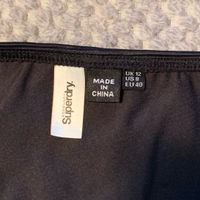 Superdry.
MADE
IN
CHINA
UK 12
US 8
EU 40